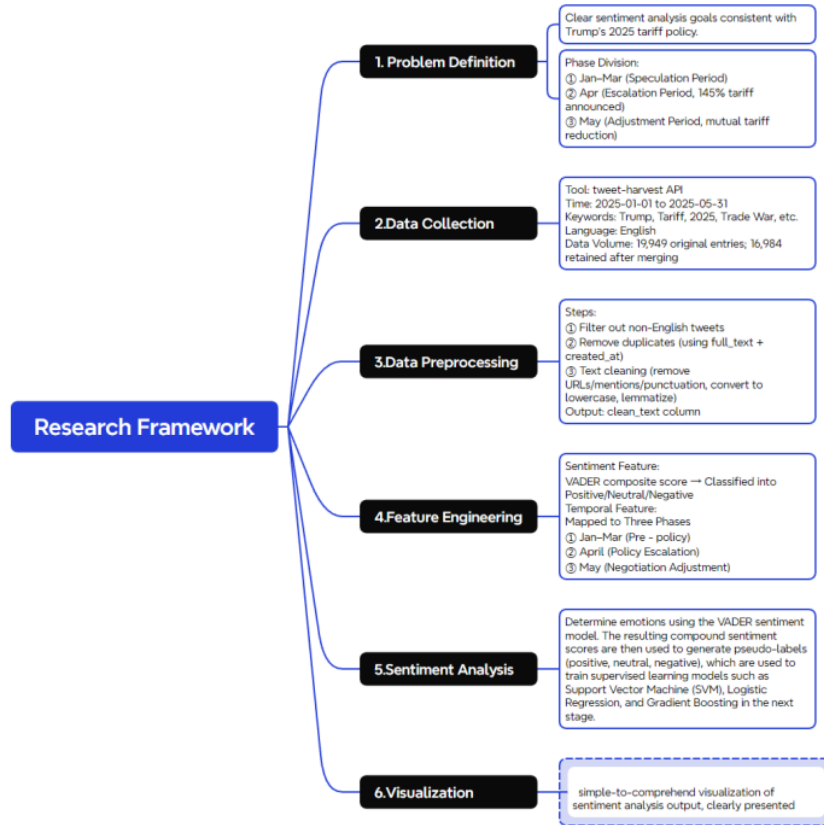 Research Framework
1. Problem Definition
Clear sentiment analysis goals consistent with
Trump's 2025 tariff policy.
Phase Division:
① Jan–Mar (Speculation Period)
② Apr (Escalation Period, 145% tariff
announced)
③ May (Adjustment Period, mutual tariff
reduction)
2.Data Collection
Tool: tweet-harvest API
Time: 2025-01-01 to 2025-05-31
Keywords: Trump, Tariff, 2025, Trade War, etc.
Language: English
Data Volume: 19,949 original entries; 16,984
retained after merging
3.Data Preprocessing
Steps:
① Filter out non-English tweets
② Remove duplicates (using full_text +
created_at)
③ Text cleaning (remove
URLs/mentions/punctuation, convert to
lowercase, lemmatize)
Output: clean_text column
4.Feature Engineering
Sentiment Feature:
VADER composite score → Classified into
Positive/Neutral/Negative
Temporal Feature:
Mapped to Three Phases
① Jan–Mar (Pre - policy)
② April (Policy Escalation)
③ May (Negotiation Adjustment)
5.Sentiment Analysis
Determine emotions using the VADER sentiment
model. The resulting compound sentiment
scores are then used to generate pseudo-labels
(positive, neutral, negative), which are used to
train supervised learning models such as
Support Vector Machine (SVM), Logistic
Regression, and Gradient Boosting in the next
stage.
6.Visualization
simple-to-comprehend visualization of
sentiment analysis output, clearly presented